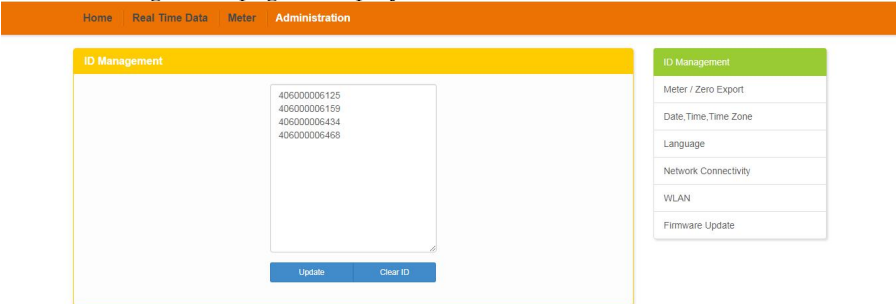 Home Real Time Data Meter Administration
ID Management
406000006125
406000006159
406000006434
406000006468
Update Clear ID
ID Management
Meter / Zero Export
Date,Time,Time Zone
Language
Network Connectivity
WLAN
Firmware Update